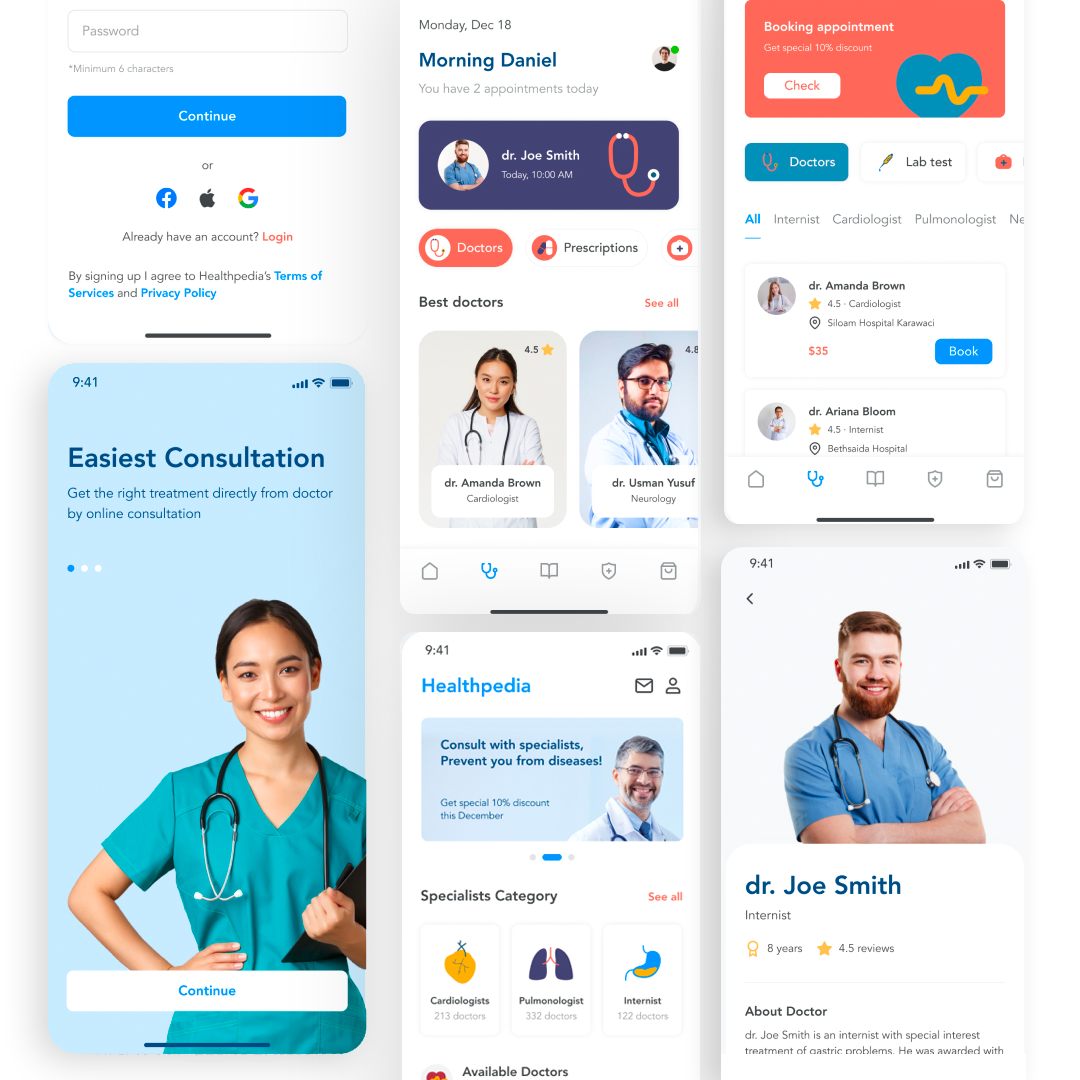 Password
*Minimum 6 characters
Continue
or
Already have an account? Login
By signing up I agree to Healthpedia's Terms of
Services and Privacy Policy
9:41
Easiest Consultation
Get the right treatment directly from doctor
by online consultation
Continue
Monday, Dec 18
Morning Daniel
You have 2 appointments today
dr. Joe Smith
Today, 10:00 AM
Doctors
Prescriptions
Best doctors
See all
4.5
4.8
dr. Amanda Brown
Cardiologist
dr. Usman Yusuf
Neurology
9:41
Healthpedia
Consult with specialists,
Prevent you from diseases!
Get special 10% discount
this December
Specialists Category
See all
Cardiologists
213 doctors
Pulmonologist
332 doctors
Internist
122 doctors
Available Doctors
Booking appointment
Get special 10% discount
Check
Doctors
Lab test
All Internist Cardiologist Pulmonologist Ne
dr. Amanda Brown
4.5 · Cardiologist
Siloam Hospital Karawaci
$35
Book
dr. Ariana Bloom
4.5 · Internist
Bethsaida Hospital
9:41
dr. Joe Smith
Internist
8 years
4.5 reviews
About Doctor
dr. Joe Smith is an internist with special interest
treatment of gastric problems. He was awarded with